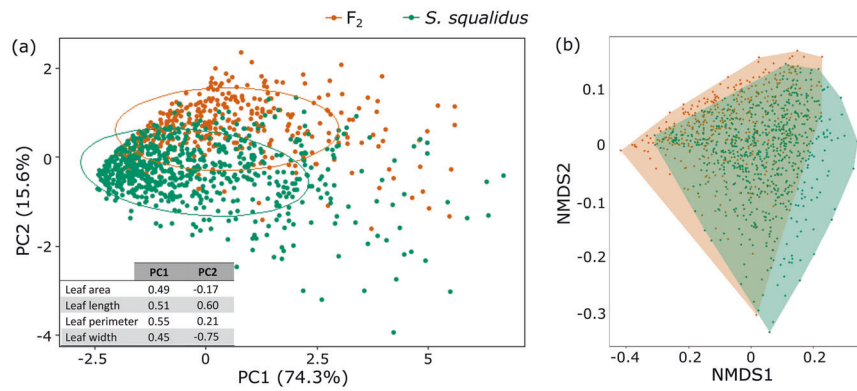 F2 S. squalidus
(a)
(b)
2
0
-2
-4
PC2 (15.6%)
PC1 PC2
Leaf area 0.49 -0.17
Leaf length 0.51 0.60
Leaf perimeter 0.55 0.21
Leaf width 0.45 -0.75
-2.5 0 2.5 5
PC1 (74.3%)
0.1
0
-0.1
-0.2
-0.3
NMDS2
-0.4 0.2 0 0.2
NMDS1